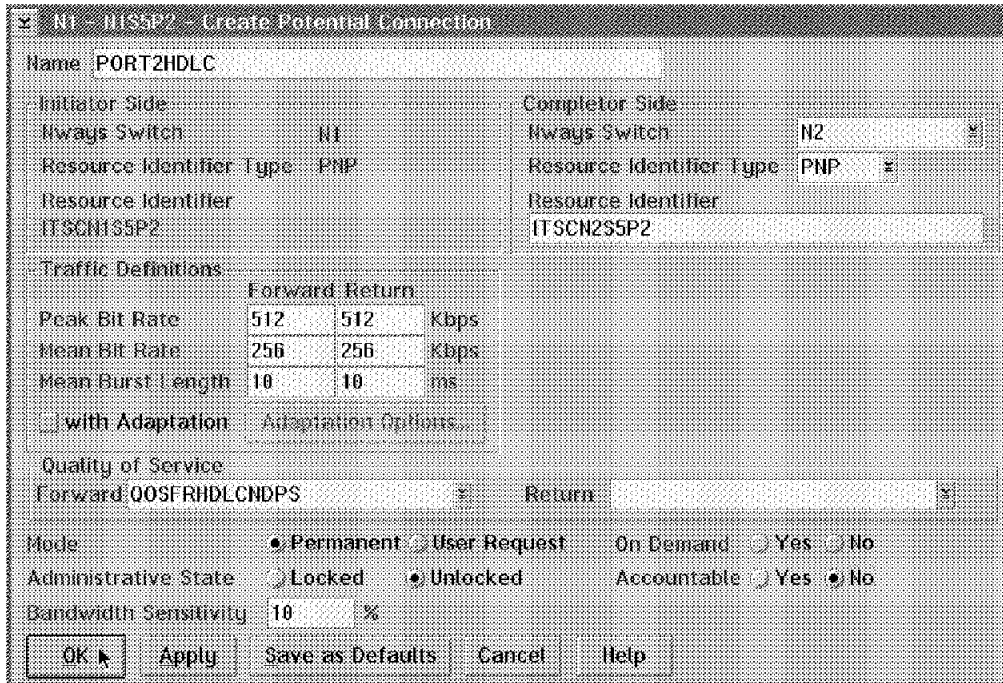 N1 - N1S5P2 - Create Potential Connection
Name PORT2HDLC
Initiator Side
Nways Switch N1
Resource Identifier Type PNP
Resource Identifier
ITSCN1S5P2
Completor Side
Nways Switch N2
Resource Identifier Type PNP
Resource Identifier
ITSCN2S5P2
Traffic Definitions
Forward Return
Peak Bit Rate 512 512 Kbps
Mean Bit Rate 256 256 Kbps
Mean Burst Length 10 10 ms
with Adaptation Adaptation Options...
Quality of Service
Forward QOSFRHDLCNDPS Return
Mode Permanent User Request On Demand Yes No
Administrative State Locked Unlocked Accountable Yes No
Bandwidth Sensitivity 10 %
OK Apply Save as Defaults Cancel Help